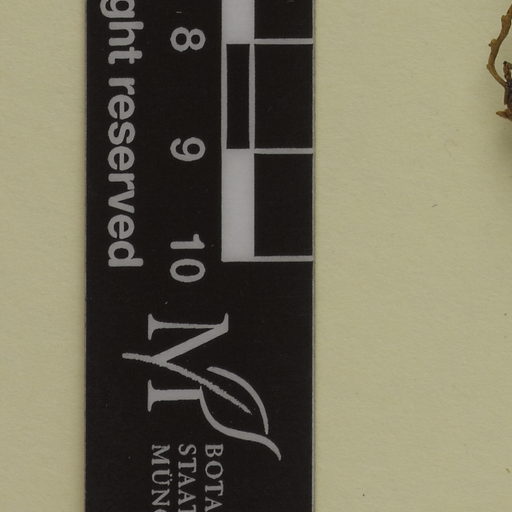 ght reserved
8
9
10
M
BOTA
STAAT
MÜNC